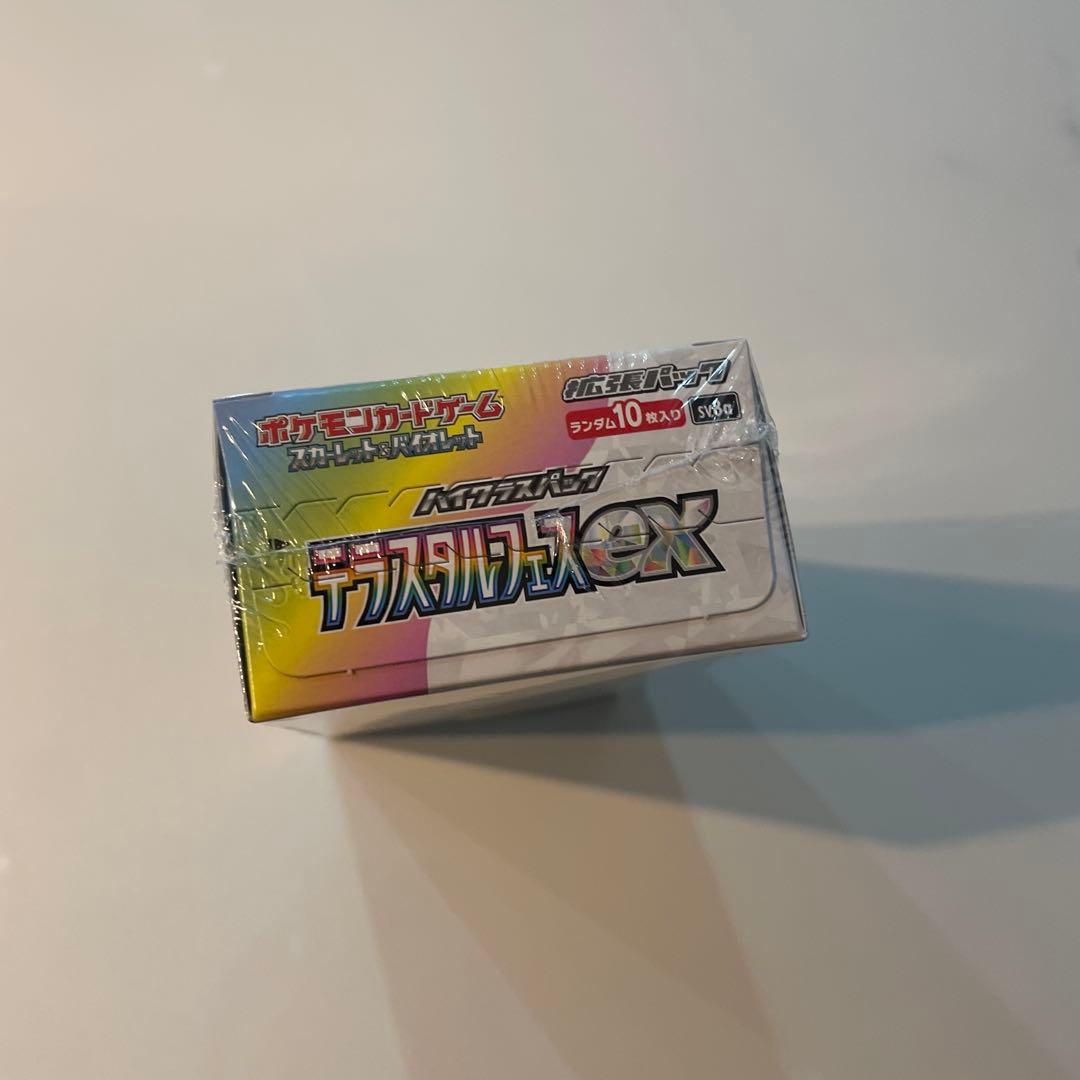 ポケモンカードゲーム
スカーレット&バイオレット
拡張パック
ランダム10枚入り
SV8a
ハイクラスパック
テラスタルフェスex